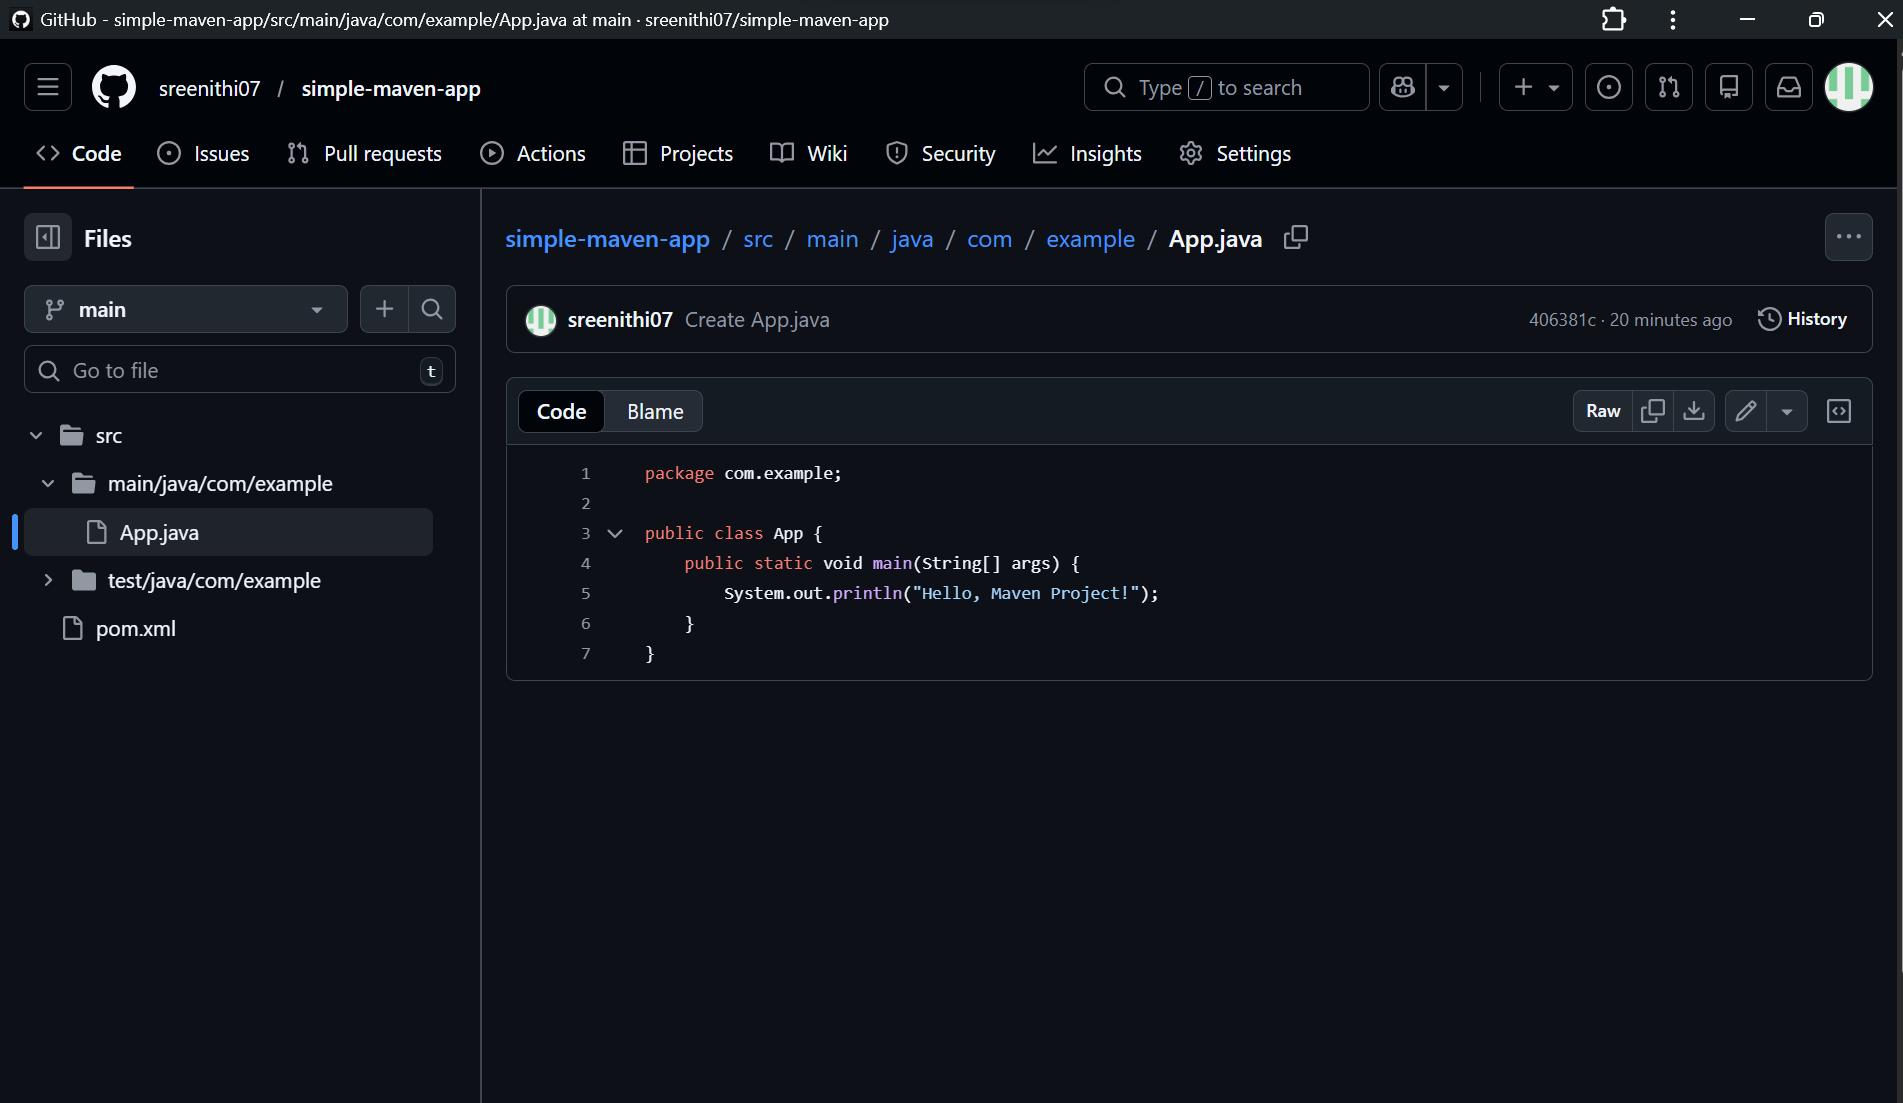 GitHub - simple-maven-app/src/main/java/com/example/App.java at main · sreenithi07/simple-maven-app
sreenithi07 / simple-maven-app
Type / to search
Code Issues Pull requests Actions Projects Wiki Security Insights Settings
Files
main
Go to file t
src
main/java/com/example
App.java
test/java/com/example
pom.xml
simple-maven-app / src / main / java / com / example / App.java
sreenithi07 Create App.java 406381c · 20 minutes ago History
Code Blame Raw
1 package com.example;
2
3 public class App {
4     public static void main(String[] args) {
5         System.out.println("Hello, Maven Project!");
6     }
7 }